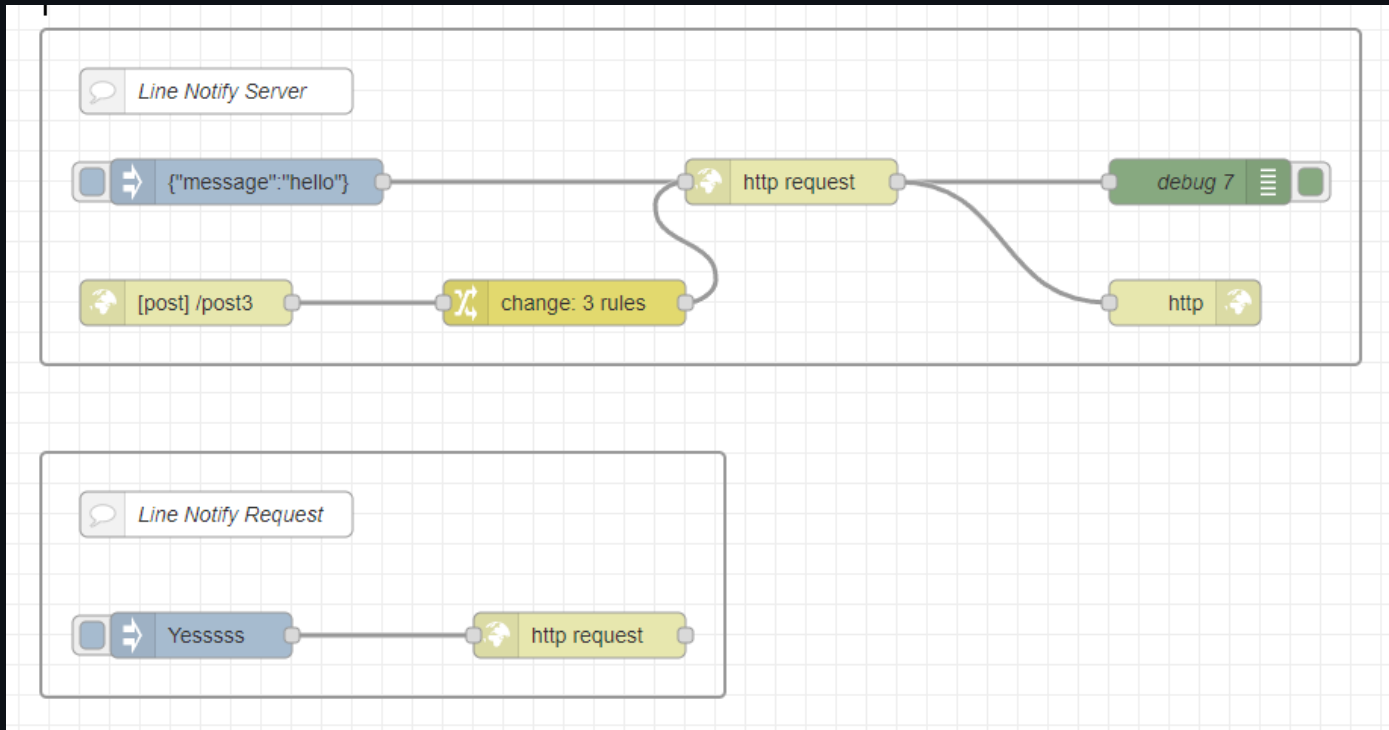 Line Notify Server
{"message":"hello"}
http request
debug 7
[post] /post3
change: 3 rules
http
Line Notify Request
Yesssss
http request